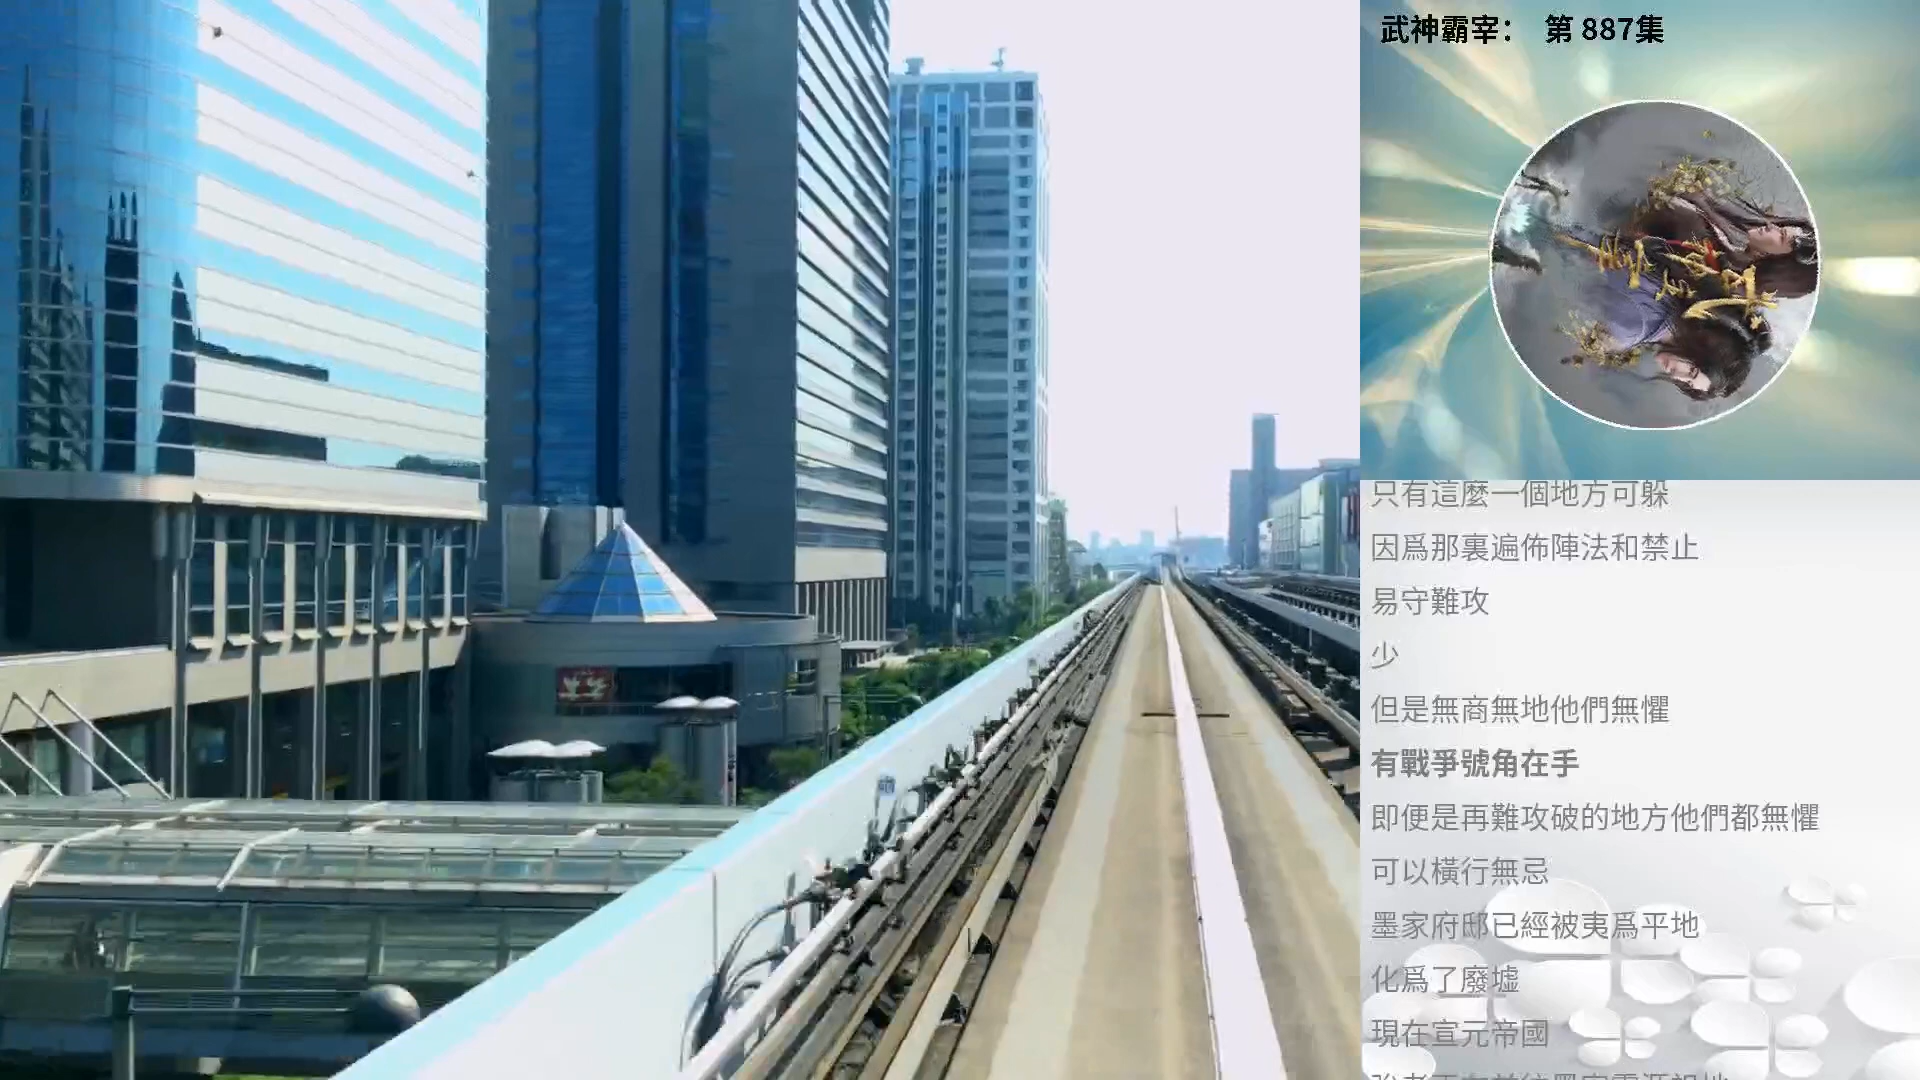 武神霸宰： 第 887集
只有這麼一個地方可躲
因爲那裏遍佈陣法和禁止
易守難攻
少
但是無商無地他們無懼
有戰爭號角在手
即便是再難攻破的地方他們都無懼
可以橫行無忌
墨家府邸已經被夷爲平地
化爲了廢墟
現在宣元帝國